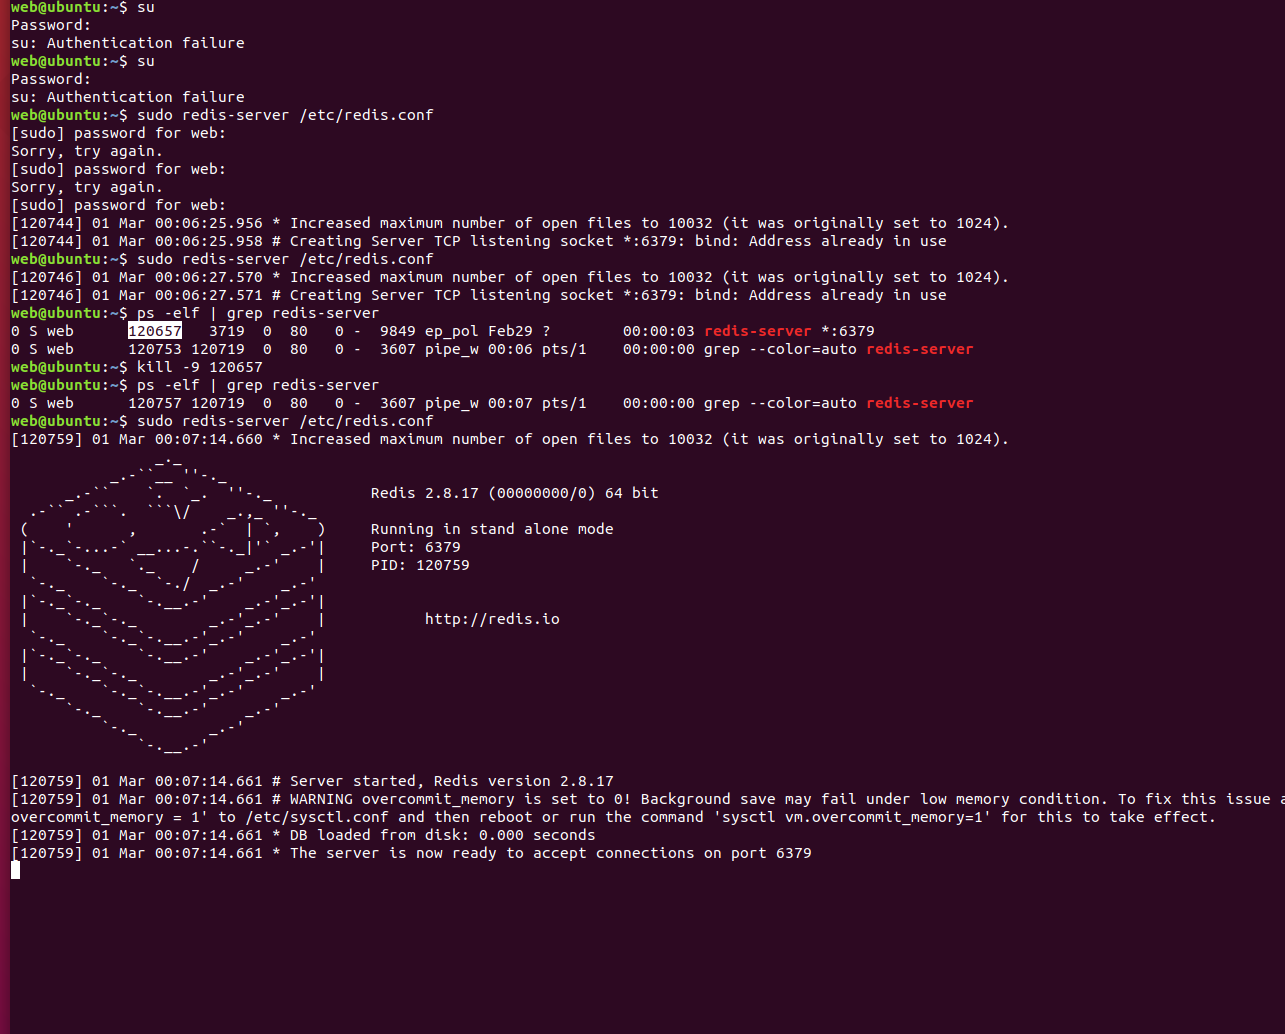 web@ubuntu:~$ su
Password:
su: Authentication failure
web@ubuntu:~$ su
Password:
su: Authentication failure
web@ubuntu:~$ sudo redis-server /etc/redis.conf
[sudo] password for web:
Sorry, try again.
[sudo] password for web:
Sorry, try again.
[sudo] password for web:
[120744] 01 Mar 00:06:25.956 * Increased maximum number of open files to 10032 (it was originally set to 1024).
[120744] 01 Mar 00:06:25.958 # Creating Server TCP listening socket *:6379: bind: Address already in use
web@ubuntu:~$ sudo redis-server /etc/redis.conf
[120746] 01 Mar 00:06:27.570 * Increased maximum number of open files to 10032 (it was originally set to 1024).
[120746] 01 Mar 00:06:27.571 # Creating Server TCP listening socket *:6379: bind: Address already in use
web@ubuntu:~$ ps -elf | grep redis-server
0 S web      120657   3719  0  80   0 -  9849 ep_pol Feb29 ?        00:00:03 redis-server *:6379
0 S web      120753 120719  0  80   0 -  3607 pipe_w 00:06 pts/1    00:00:00 grep --color=auto redis-server
web@ubuntu:~$ kill -9 120657
web@ubuntu:~$ ps -elf | grep redis-server
0 S web      120757 120719  0  80   0 -  3607 pipe_w 00:07 pts/1    00:00:00 grep --color=auto redis-server
web@ubuntu:~$ sudo redis-server /etc/redis.conf
[120759] 01 Mar 00:07:14.660 * Increased maximum number of open files to 10032 (it was originally set to 1024).
Redis 2.8.17 (00000000/0) 64 bit
Running in stand alone mode
Port: 6379
PID: 120759
http://redis.io
[120759] 01 Mar 00:07:14.661 # Server started, Redis version 2.8.17
[120759] 01 Mar 00:07:14.661 # WARNING overcommit_memory is set to 0! Background save may fail under low memory condition. To fix this issue a
overcommit_memory = 1' to /etc/sysctl.conf and then reboot or run the command 'sysctl vm.overcommit_memory=1' for this to take effect.
[120759] 01 Mar 00:07:14.661 * DB loaded from disk: 0.000 seconds
[120759] 01 Mar 00:07:14.661 * The server is now ready to accept connections on port 6379